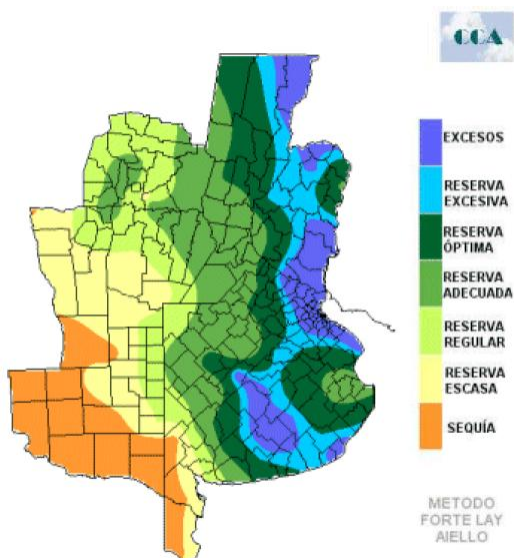 CCA
EXCESOS
RESERVA
EXCESIVA
RESERVA
ÓPTIMA
RESERVA
ADECUADA
RESERVA
REGULAR
RESERVA
ESCASA
SEQUÍA
METODO
FORTE LAY
AIELLO